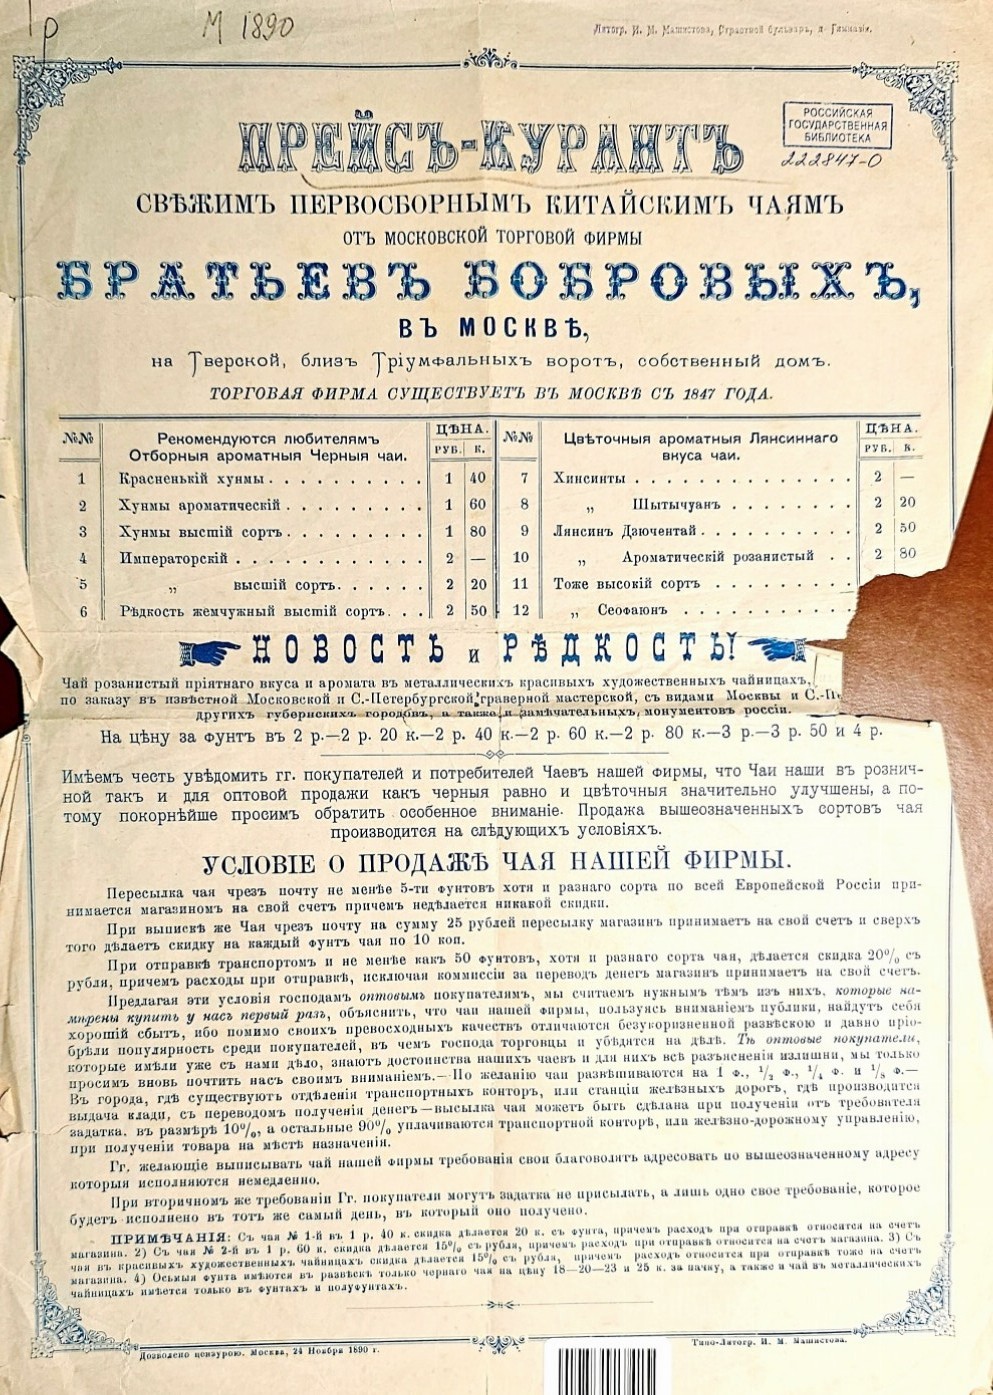 1р
М 1890
Литогр. И. М. Машистова, Страстной бульвар, д. Гимназіи.
РОССИЙСКАЯ
ГОСУДАРСТВЕННАЯ
БИБЛИОТЕКА
222847-0
ПРЕЙСЪ-КУРАНТЪ
СВѢЖИМЪ ПЕРВОСБОРНЫМЪ КИТАЙСКИМЪ ЧАЯМЪ
ОТЪ МОСКОВСКОЙ ТОРГОВОЙ ФИРМЫ
БРАТЬЕВЪ БОБРОВЫХЪ,
ВЪ МОСКВѢ,
на Тверской, близъ Тріумфальныхъ воротъ, собственный домъ.
ТОРГОВАЯ ФИРМА СУЩЕСТВУЕТЪ ВЪ МОСКВѢ СЪ 1847 ГОДА.
№№ Рекомендуются любителямъ Отборныя ароматныя Черныя чаи. ЦѢНА. РУБ. К.
1 Красненькій хунмы . . . . . . . . . . 1 40
2 Хунмы ароматическій . . . . . . . . . 1 60
3 Хунмы высшій сортъ . . . . . . . . . 1 80
4 Императорскій . . . . . . . . . . . . 2 —
5 „ высшій сортъ . . . . . . 2 20
6 Рѣдкость жемчужный высшій сортъ . . . 2 50
№№ Цвѣточныя ароматныя Лянсиннаго вкуса чаи. ЦѢНА. РУБ. К.
7 Хинсинты . . . . . . . . . . . . . . 2 —
8 „ Шытычуанъ . . . . . . . . 2 20
9 Лянсинъ Дзючентай . . . . . . . . . . 2 50
10 „ Ароматическій розанистый . . 2 80
11 Тоже высокій сортъ . . . . . . . . .
12 „ Сеофаюнъ . . . . . . . . . . .
НОВОСТЬ и РѢДКОСТЬ!
Чай розанистый пріятнаго вкуса и аромата въ металлическихъ красивыхъ художественныхъ чайницахъ,
по заказу въ извѣстной Московской и С.-Петербургской граверной мастерской, съ видами Москвы и С.-П
другихъ губернскихъ городовъ, а также и замѣчательныхъ монументовъ россіи.
На цѣну за фунтъ въ 2 р.—2 р. 20 к.—2 р. 40 к.—2 р. 60 к.—2 р. 80 к.—3 р.—3 р. 50 и 4 р.
Имѣемъ честь увѣдомить гг. покупателей и потребителей Чаевъ нашей фирмы, что Чаи наши въ рознич-
ной такъ и для оптовой продажи какъ черныя равно и цвѣточныя значительно улучшены, а по-
тому покорнѣйше просимъ обратить особенное вниманіе. Продажа вышеозначенныхъ сортовъ чая
производится на слѣдующихъ условіяхъ.
УСЛОВІЕ О ПРОДАЖѢ ЧАЯ НАШЕЙ ФИРМЫ.
Пересылка чая чрезъ почту не менѣе 5-ти фунтовъ хотя и разнаго сорта по всей Европейской Россіи при-
нимается магазиномъ на свой счетъ причемъ недѣлается никакой скидки.
При выпискѣ же Чая чрезъ почту на сумму 25 рублей пересылку магазин принимаетъ на свой счетъ и сверхъ
того дѣлаетъ скидку на каждый фунтъ чая по 10 коп.
При отправкѣ транспортомъ и не менѣе какъ 50 фунтовъ, хотя и разнаго сорта чая, дѣлается скидка 20% съ
рубля, причемъ расходы при отправкѣ, исключая коммиссіи за переводъ денегъ магазин принимаетъ на свой счетъ.
Предлагая эти условія господамъ оптовымъ покупателямъ, мы считаемъ нужнымъ тѣмъ изъ нихъ, которые на-
мѣрены купить у насъ первый разъ, объяснить, что чаи нашей фирмы, пользуясь вниманіемъ публики, найдутъ себя
хорошій сбытъ, ибо помимо своихъ превосходныхъ качествъ отличаются безукоризненной развѣскою и давно прiо-
брѣли популярность среди покупателей, въ чемъ господа торговцы и убѣдятся на дѣлѣ. Тѣ оптовые покупатели,
которые имѣли уже съ нами дѣло, знаютъ достоинства нашихъ чаевъ и для нихъ всѣ разъясненія излишни, мы только
просимъ вновь почтить насъ своимъ вниманіемъ.—По желанію чаи развѣшиваются на 1 ф., 1/2 ф., 1/4 ф. и 1/8 ф.—
Въ города, гдѣ существуютъ отдѣленія транспортныхъ конторъ, или станціи желѣзныхъ дорогъ, гдѣ производится
выдача клади, съ переводомъ полученія денегъ—высылка чая можетъ быть сдѣлана при полученіи отъ требователя
задатка, въ размѣрѣ 10%, а остальные 90% уплачиваются транспортной конторѣ, или желѣзно-дорожному управленію,
при полученіи товара на мѣстѣ назначенія.
Гг. желающіе выписывать чай нашей фирмы требованія свои благоволятъ адресовать по вышеозначенному адресу
которыя исполняются немедленно.
При вторичномъ же требованіи Гг. покупатели могутъ задатка не присылать, а лишь одно свое требованіе, которое
будетъ исполнено въ тотъ же самый день, въ который оно получено.
ПРИМѢЧАНІЯ: Съ чая № 1-й въ 1 р. 40 к. скидка дѣлается 20 к. съ фунта, причемъ расходъ при отправкѣ относится на счетъ
магазина. 2) Съ чая № 2-й въ 1 р. 60 к. скидка дѣлается 15% съ рубля, причемъ расходъ при отправкѣ относится на счетъ магазина. 3) Съ
чая въ красивыхъ художественныхъ чайницахъ скидка дѣлается 15% съ рубля, причемъ расходъ относится при отправкѣ тоже на счетъ
магазина. 4) Осьмыя фунта имѣются въ развѣскѣ только чернаго чая на цѣну 18—20—23 и 25 к. за пачку, а также и чай въ металлическихъ
чайницахъ имѣется только въ фунтахъ и полуфунтахъ.
Дозволено цензурою. Москва, 24 Ноября 1890 г.
Типо-Литогр. И. М. Машистова.